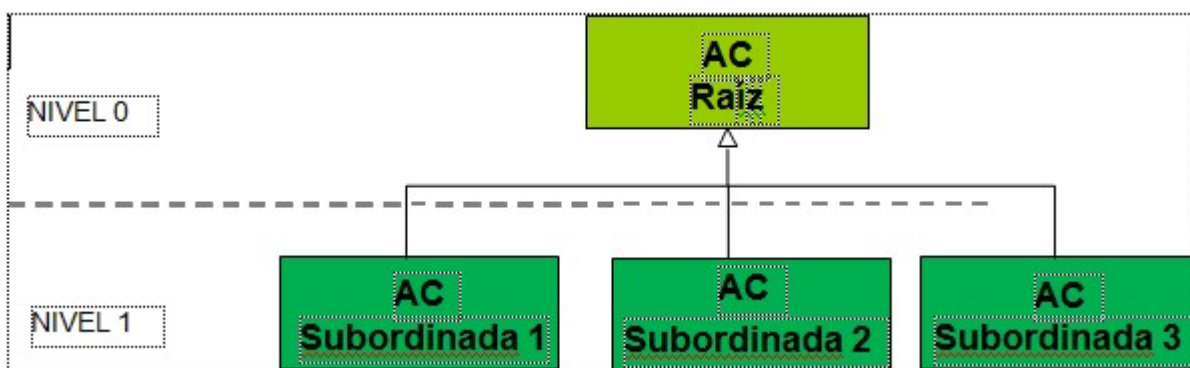 AC
Raíz
NIVEL 0
AC
Subordinada 1
AC
Subordinada 2
AC
Subordinada 3
NIVEL 1